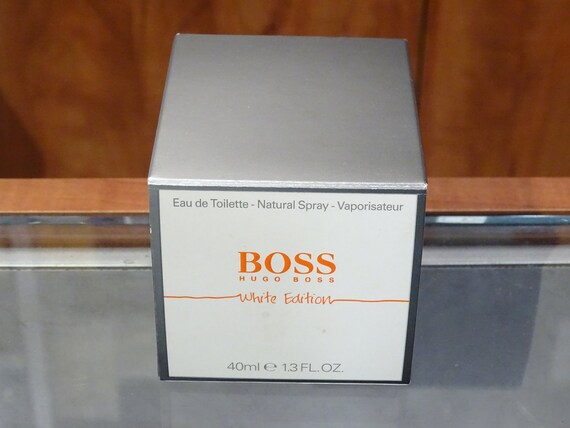 Eau de Toilette - Natural Spray - Vaporisateur
BOSS
HUGO BOSS
White Edition
40ml e 1.3 FL.OZ.